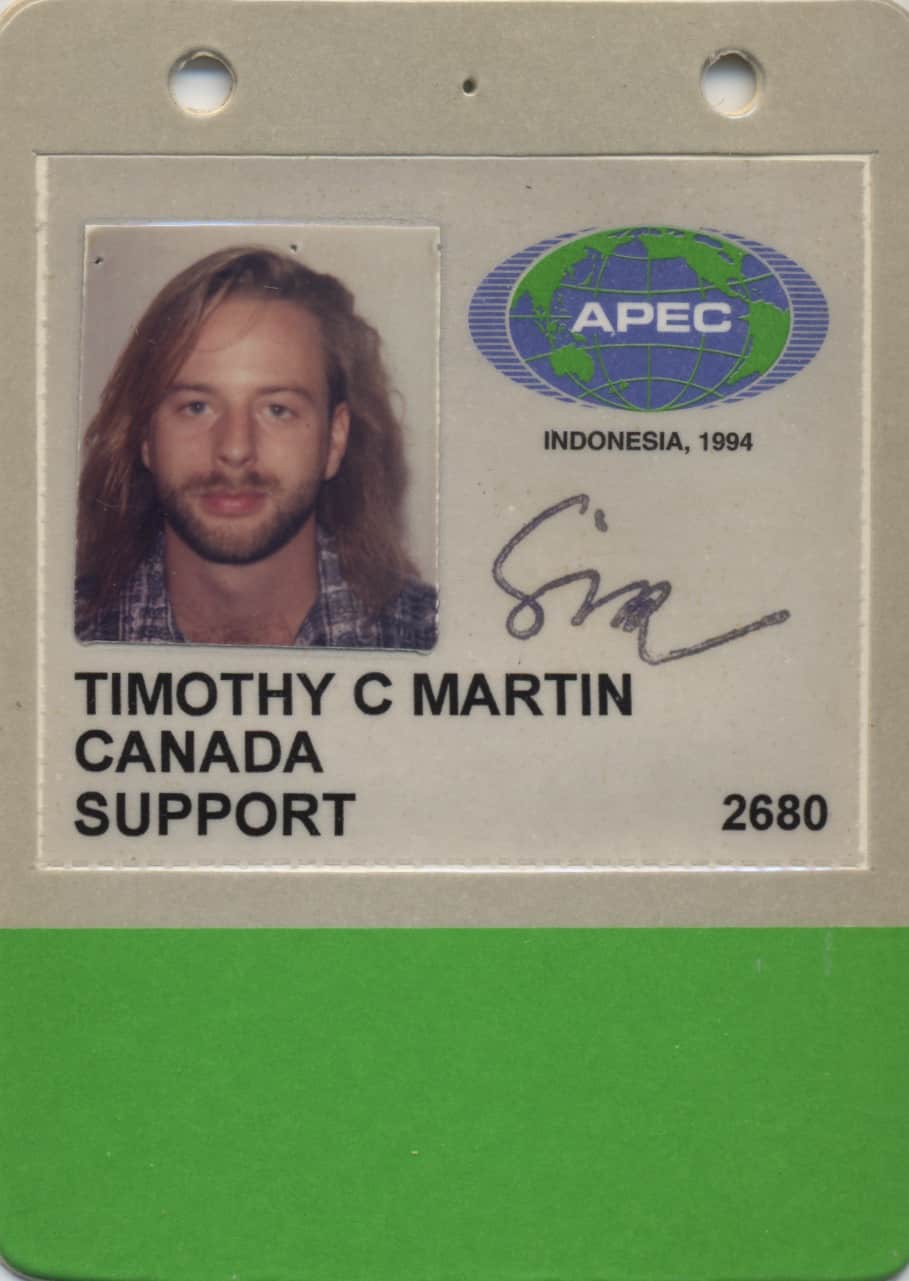 APEC
INDONESIA, 1994
TIMOTHY C MARTIN
CANADA
SUPPORT
2680